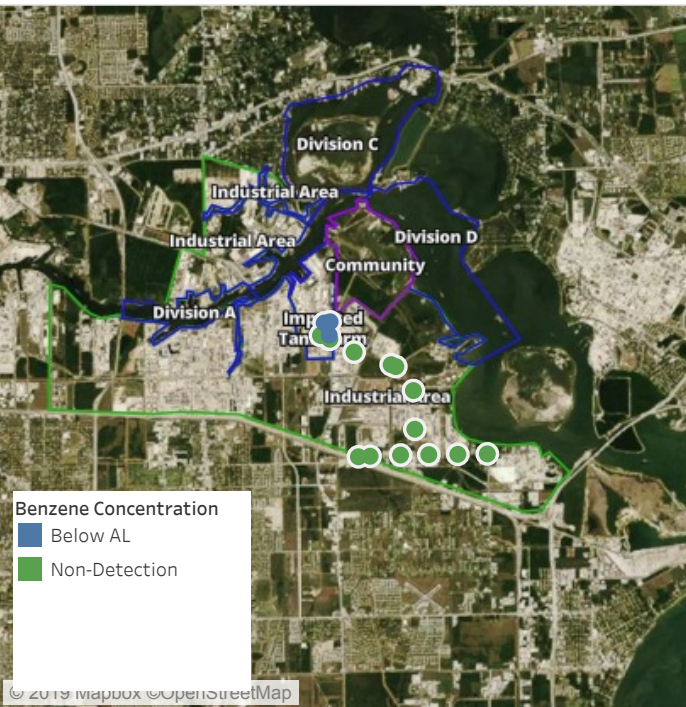 Division C
Industrial Area
Division D
Industrial Area
Community
Division A
Industrial Area
Benzene Concentration
Below AL
Non-Detection
© 2019 Mapbox ©OpenStreetMap